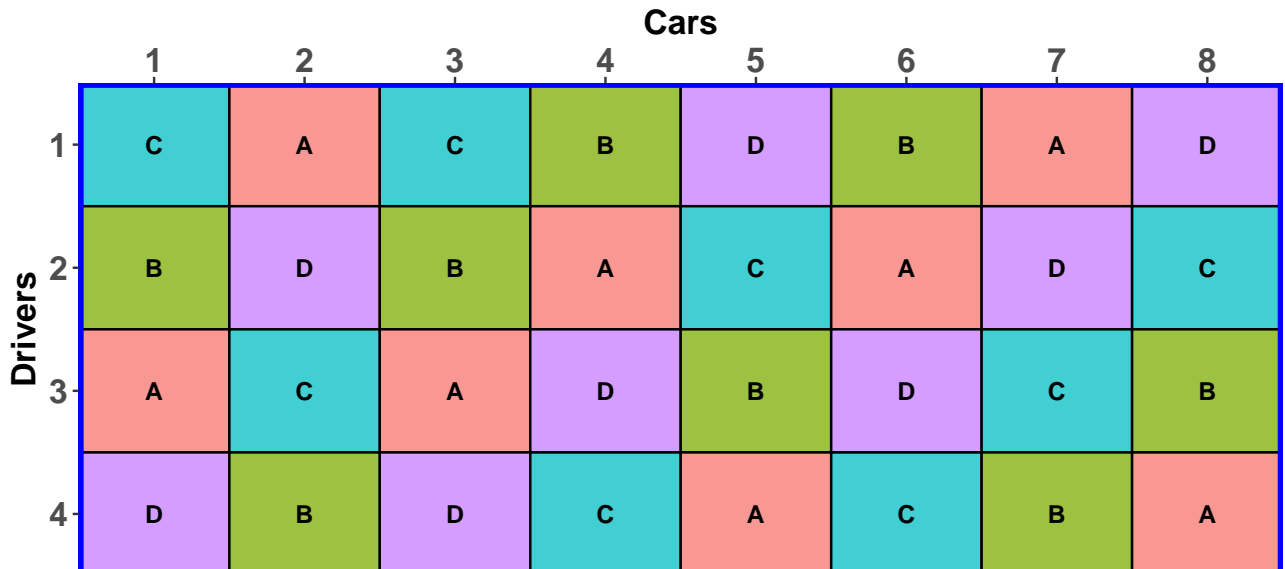 Cars
1 2 3 4 5 6 7 8
Drivers
1 C A C B D B A D
2 B D B A C A D C
3 A C A D B D C B
4 D B D C A C B A